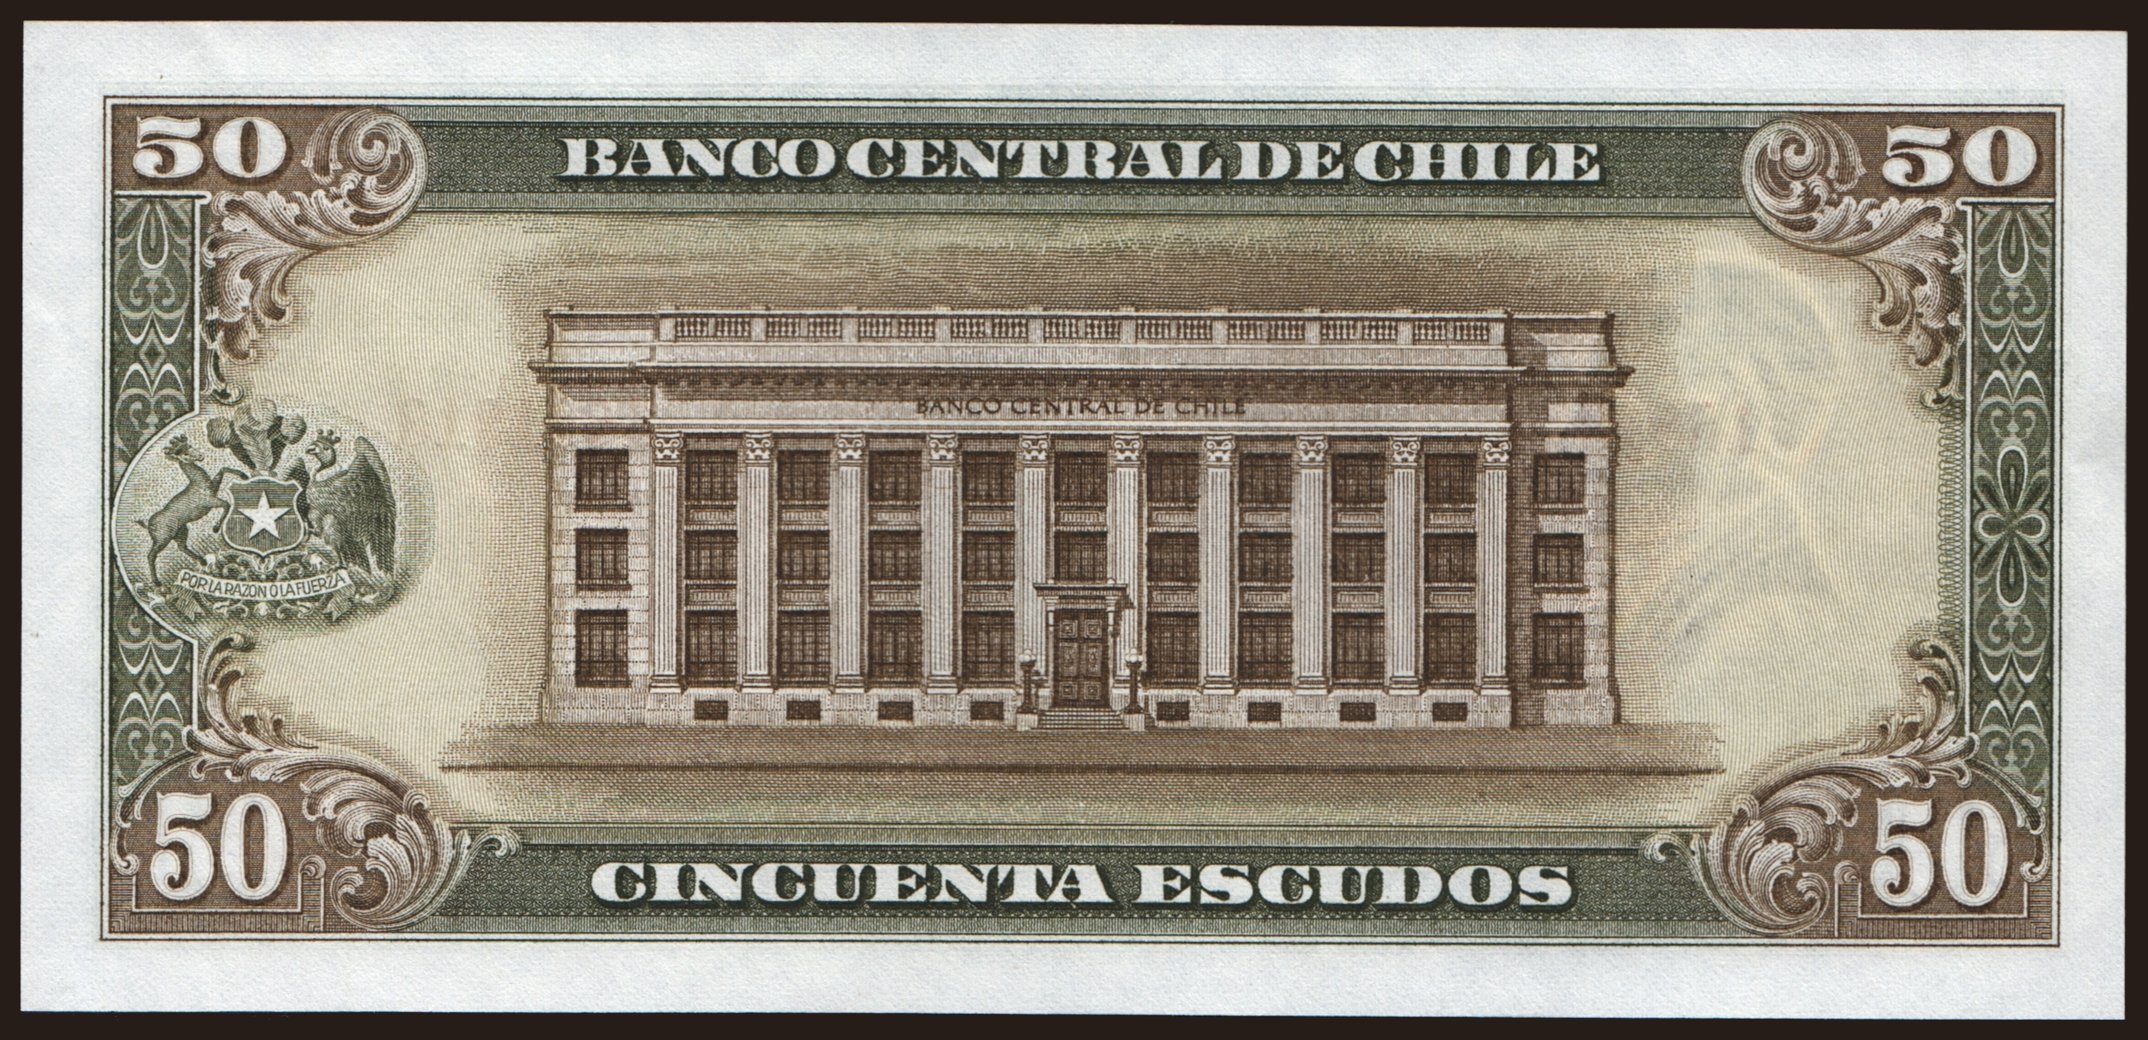 50 BANCO CENTRAL DE CHILE 50
BANCO CENTRAL DE CHILE
POR LA RAZON O LA FUERZA
50 CINCUENTA ESCUDOS 50